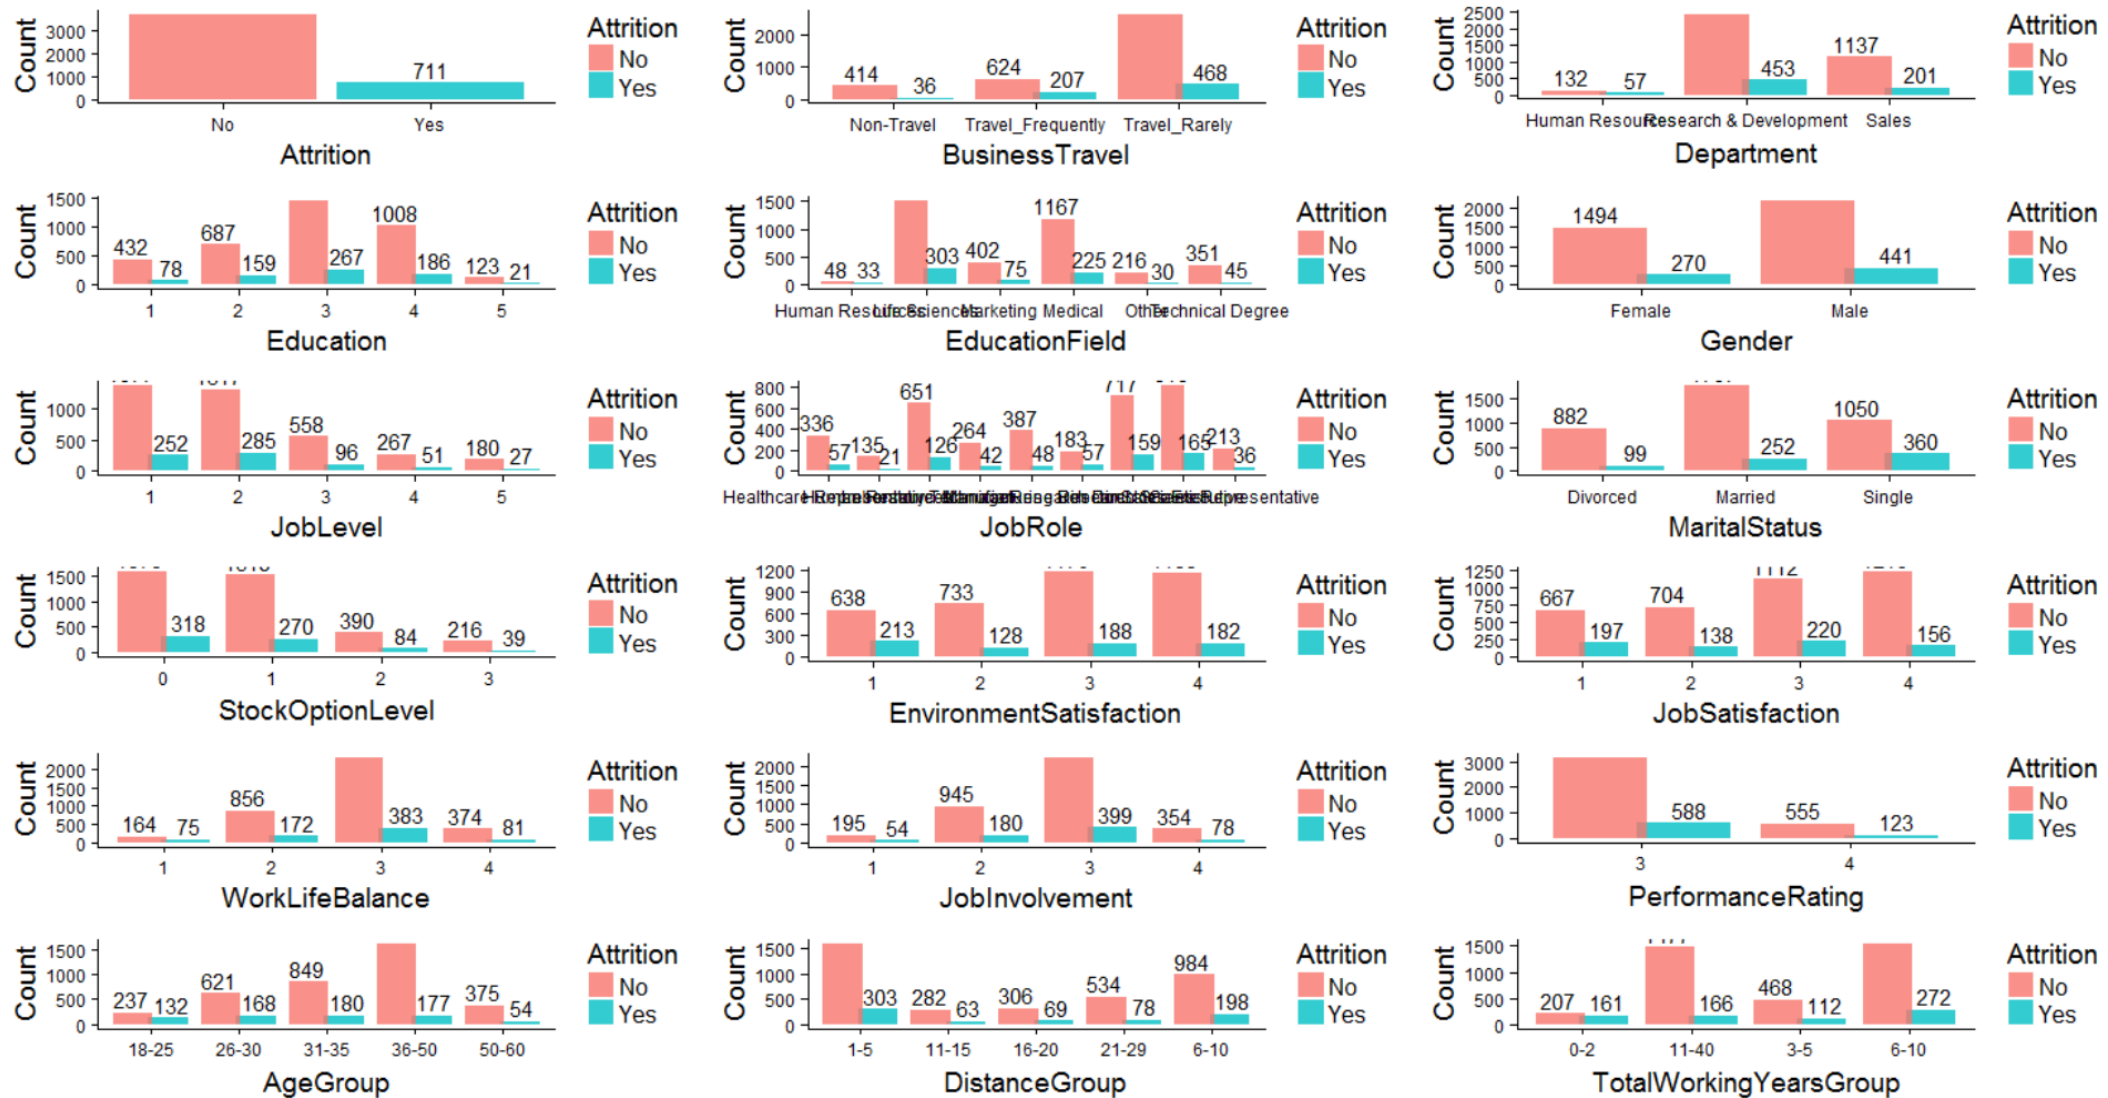 Count
3000
2000
1000
0
711
No
Yes
Attrition
Attrition
No
Yes
Count
2000
1000
0
414
36
624
207
468
Non-Travel
Travel_Frequently
Travel_Rarely
BusinessTravel
Attrition
No
Yes
Count
2500
2000
1500
1000
500
0
132
57
453
1137
201
Research & Development
Sales
Department
Attrition
No
Yes
Count
1500
1000
500
0
432
78
687
159
267
1008
186
123
21
1
2
3
4
5
Education
Attrition
No
Yes
Count
1500
1000
500
0
48
33
303
402
75
1167
225
216
30
351
45
Medical
Technical Degree
EducationField
Attrition
No
Yes
Count
2000
1500
1000
500
0
1494
270
441
Female
Male
Gender
Attrition
No
Yes
Count
1000
500
0
252
285
558
96
267
51
180
27
1
2
3
4
5
JobLevel
Attrition
No
Yes
Count
800
600
400
200
0
336
57
135
21
651
126
264
42
387
48
183
57
717
159
165
213
36
JobRole
Attrition
No
Yes
Count
1500
1000
500
0
882
99
252
1050
360
Divorced
Married
Single
MaritalStatus
Attrition
No
Yes
Count
1500
1000
500
0
318
270
390
84
216
39
0
1
2
3
StockOptionLevel
Attrition
No
Yes
Count
1200
900
600
300
0
638
213
733
128
188
182
1
2
3
4
EnvironmentSatisfaction
Attrition
No
Yes
Count
1250
1000
750
500
250
0
667
197
704
138
1112
220
156
1
2
3
4
JobSatisfaction
Attrition
No
Yes
Count
2000
1500
1000
500
0
164
75
856
172
383
374
81
1
2
3
4
WorkLifeBalance
Attrition
No
Yes
Count
2000
1500
1000
500
0
195
54
945
180
399
354
78
1
2
3
4
JobInvolvement
Attrition
No
Yes
Count
3000
2000
1000
0
588
555
123
3
4
PerformanceRating
Attrition
No
Yes
Count
1500
1000
500
0
237
132
621
168
849
180
177
375
54
18-25
26-30
31-35
36-50
50-60
AgeGroup
Attrition
No
Yes
Count
1500
1000
500
0
303
282
63
306
69
534
78
984
198
1-5
11-15
16-20
21-29
6-10
DistanceGroup
Attrition
No
Yes
Count
1500
1000
500
0
207
161
166
468
112
272
0-2
11-40
3-5
6-10
TotalWorkingYearsGroup
Attrition
No
Yes